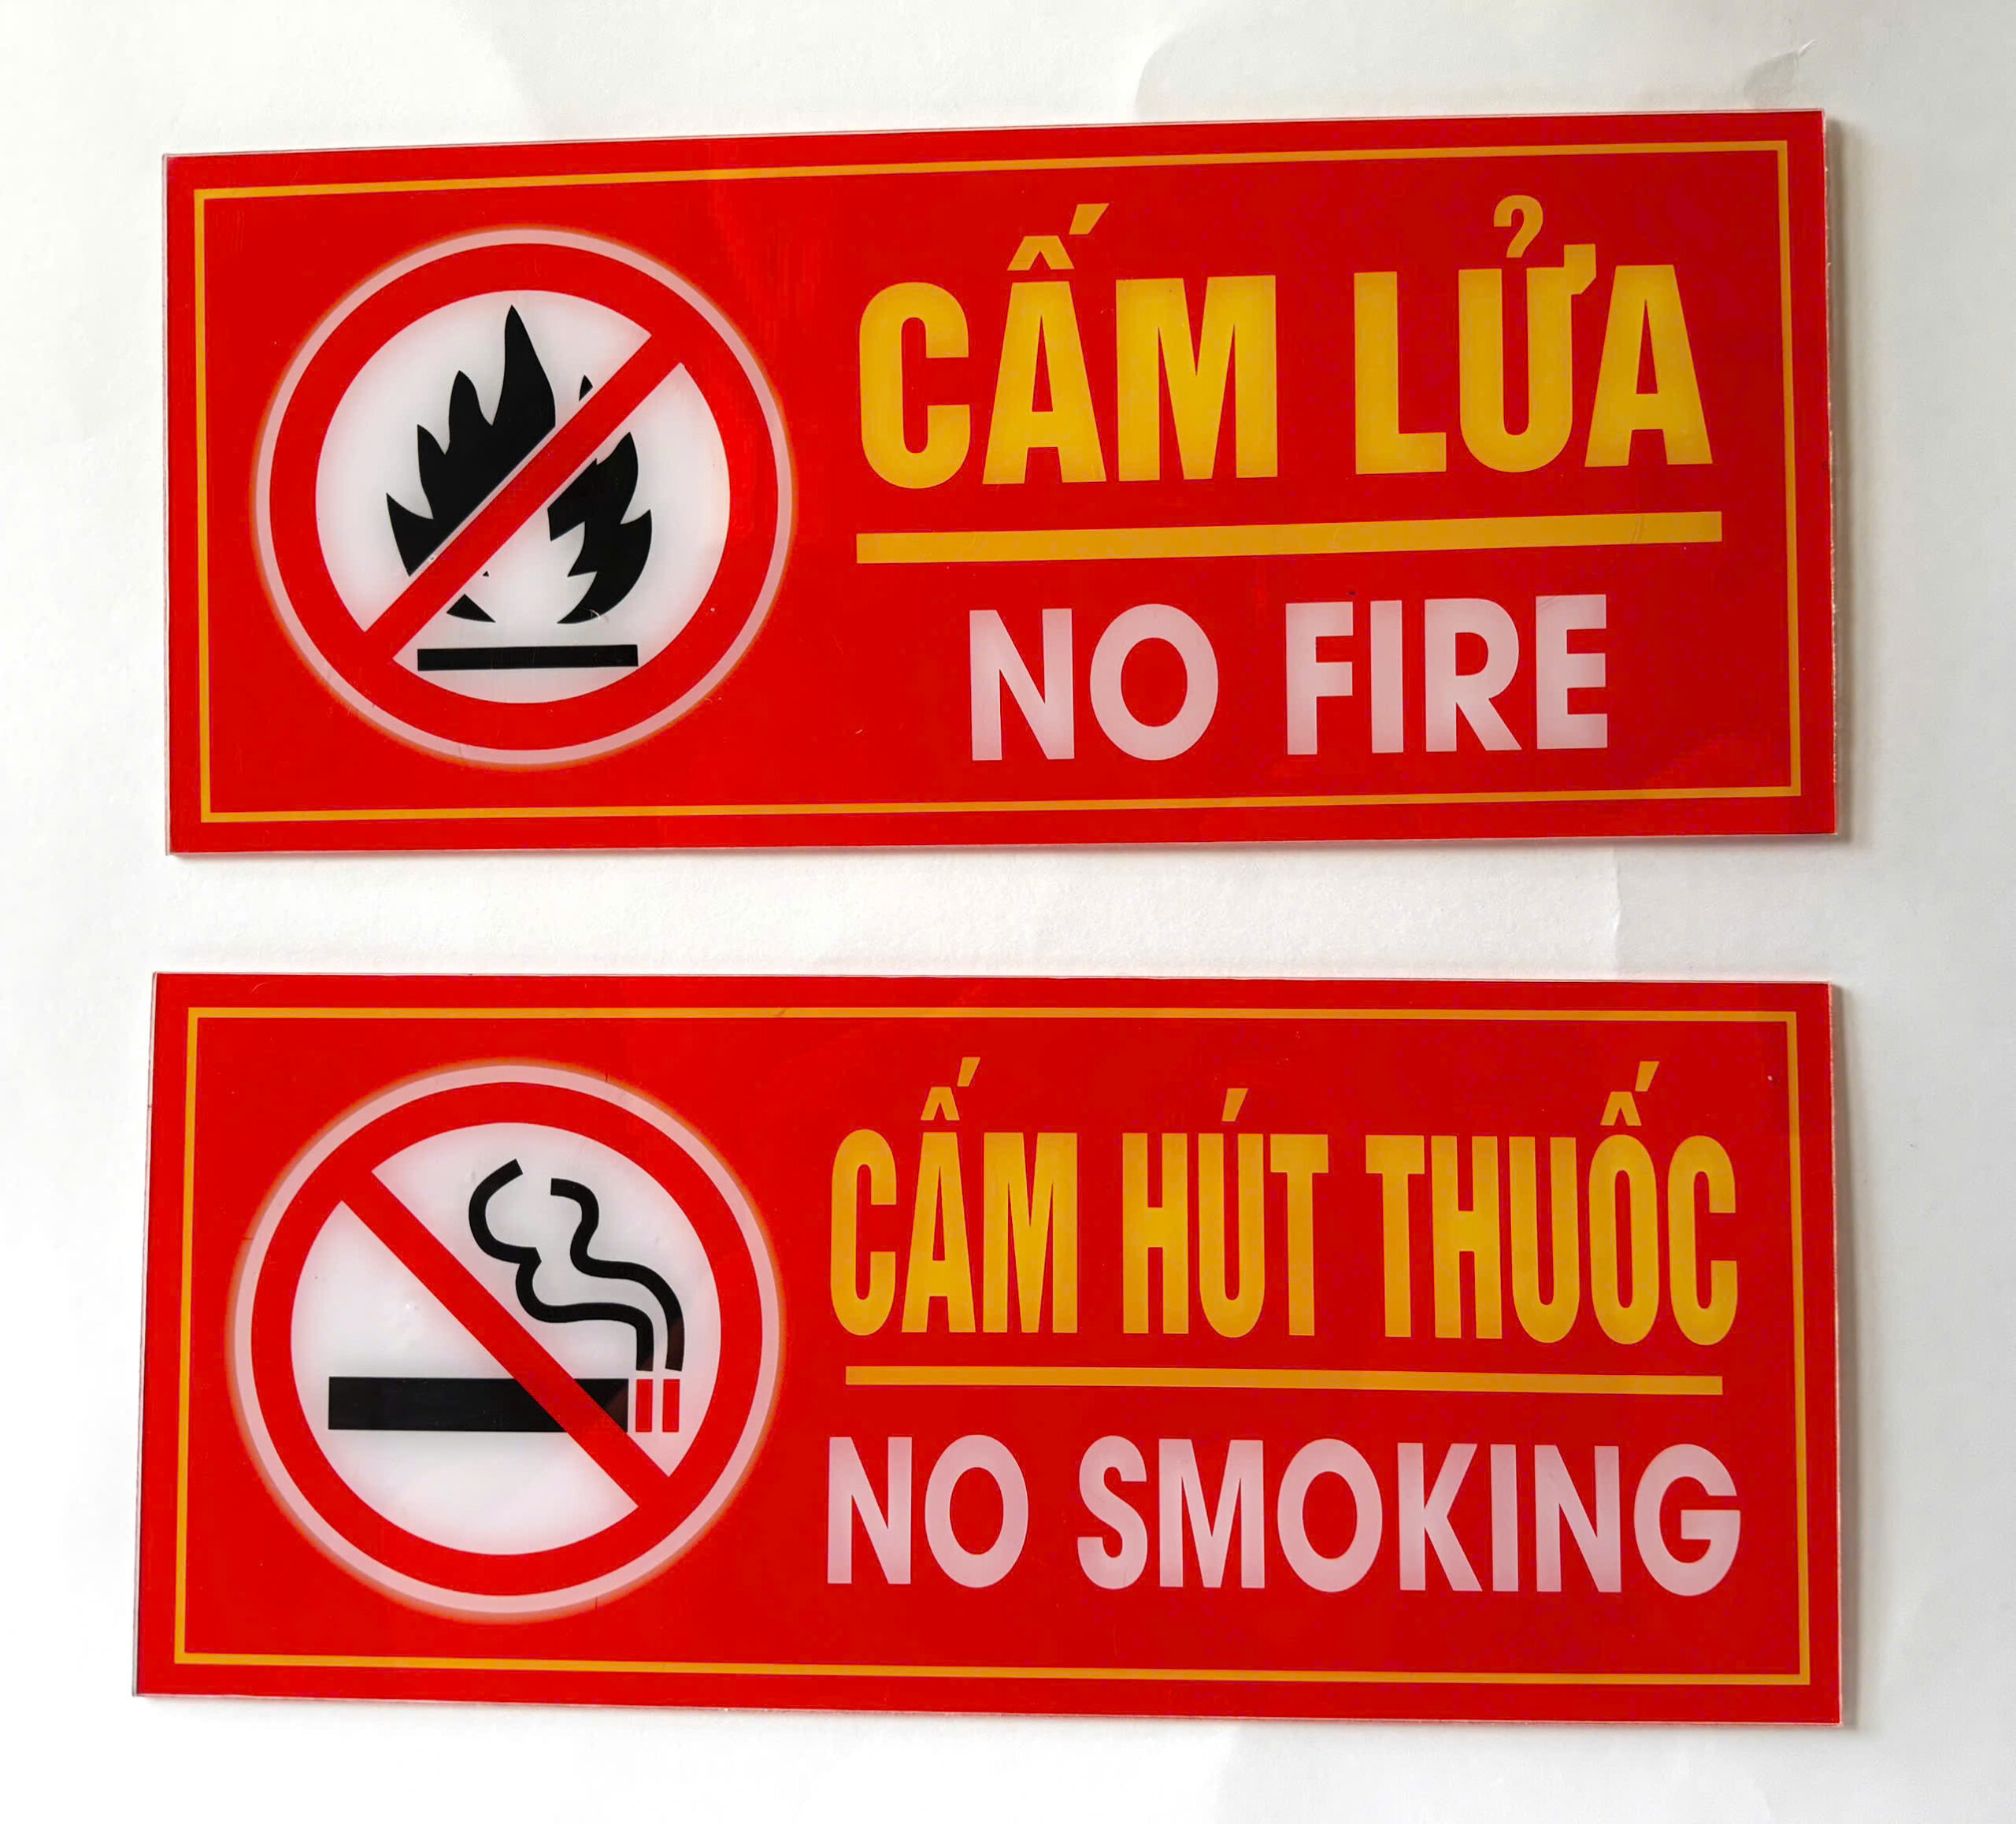 CẤM LỬA
NO FIRE
CẤM HÚT THUỐC
NO SMOKING